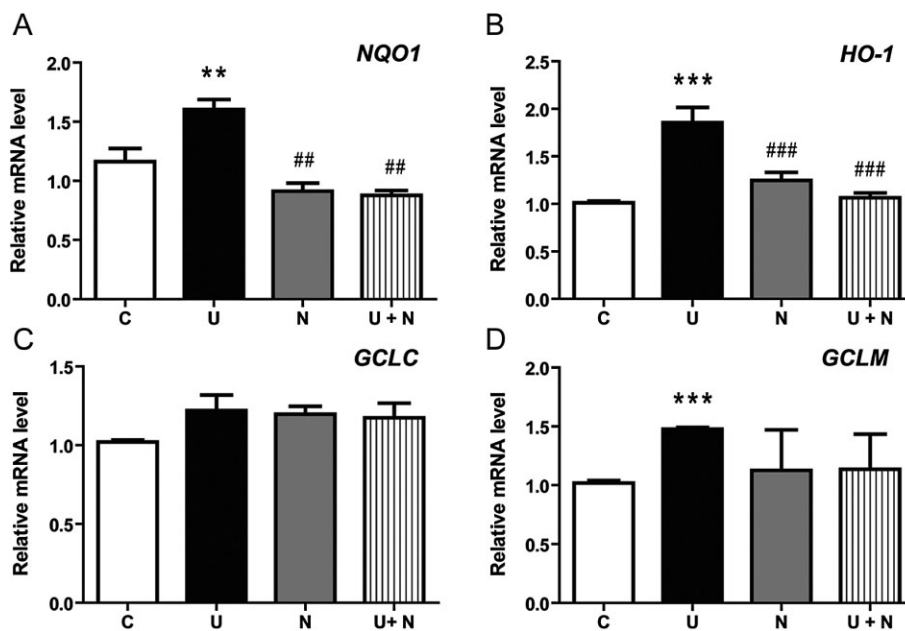 A
NQO1
Relative mRNA level
2.0
1.5
1.0
0.5
0.0
**
##
##
C U N U + N
B
HO-1
Relative mRNA level
2.5
2.0
1.5
1.0
0.5
0.0
***
###
###
C U N U + N
C
GCLC
Relative mRNA level
1.5
1.0
0.5
0.0
C U N U+ N
D
GCLM
Relative mRNA level
2.0
1.5
1.0
0.5
0.0
***
C U N U + N